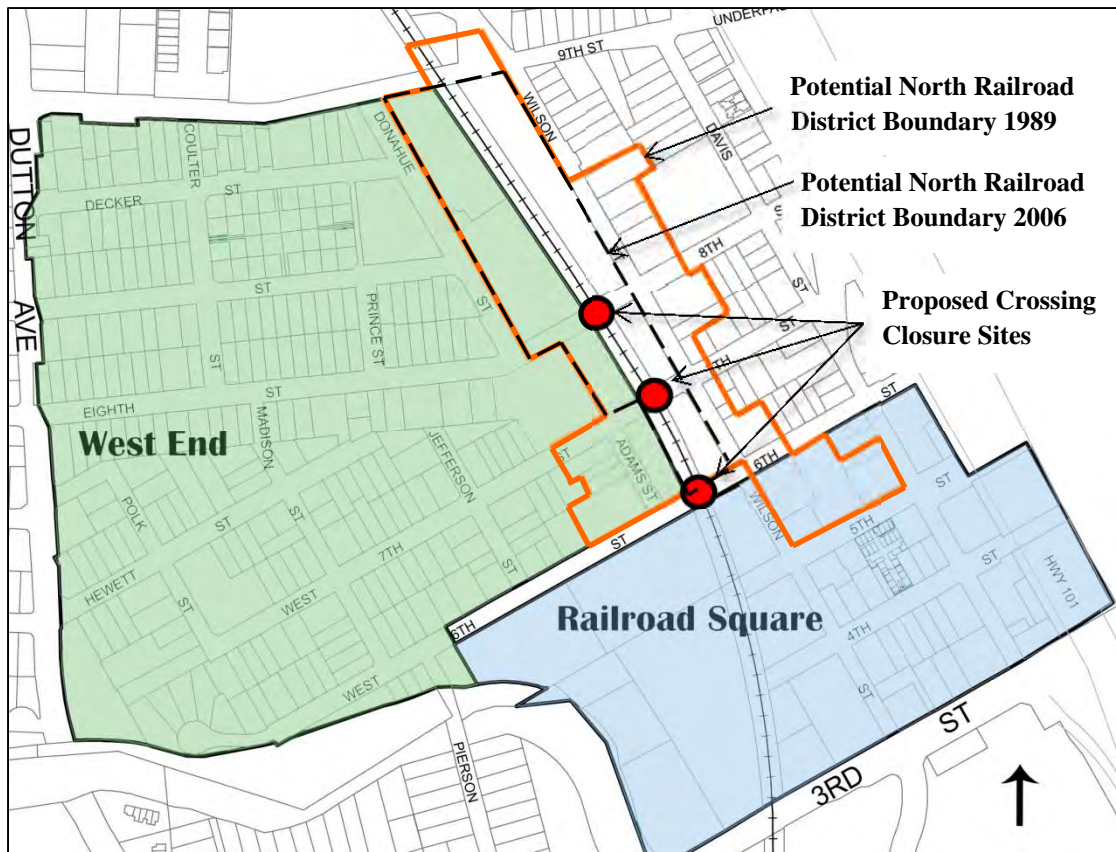 UNDERPAS
9TH ST
WILSON
Potential North Railroad
District Boundary 1989
DAVIS
DUTTON
AVE
COULTER
DONAHUE
DECKER
ST
Potential North Railroad
District Boundary 2006
8TH
ST
ST
ST
PRINCE ST
ST
Proposed Crossing
Closure Sites
ST
ST
TH
EIGHTH
ST
ST
West End
MADISON
JEFFERSON
ADAMS ST
6TH
POLK
ST
ST
WILSON
5TH
ST
ST
7TH
ST
HEWETT
ST
WEST
Railroad Square
HWY 101
6TH
4TH
WEST
ST
ST
3RD
PIERSON